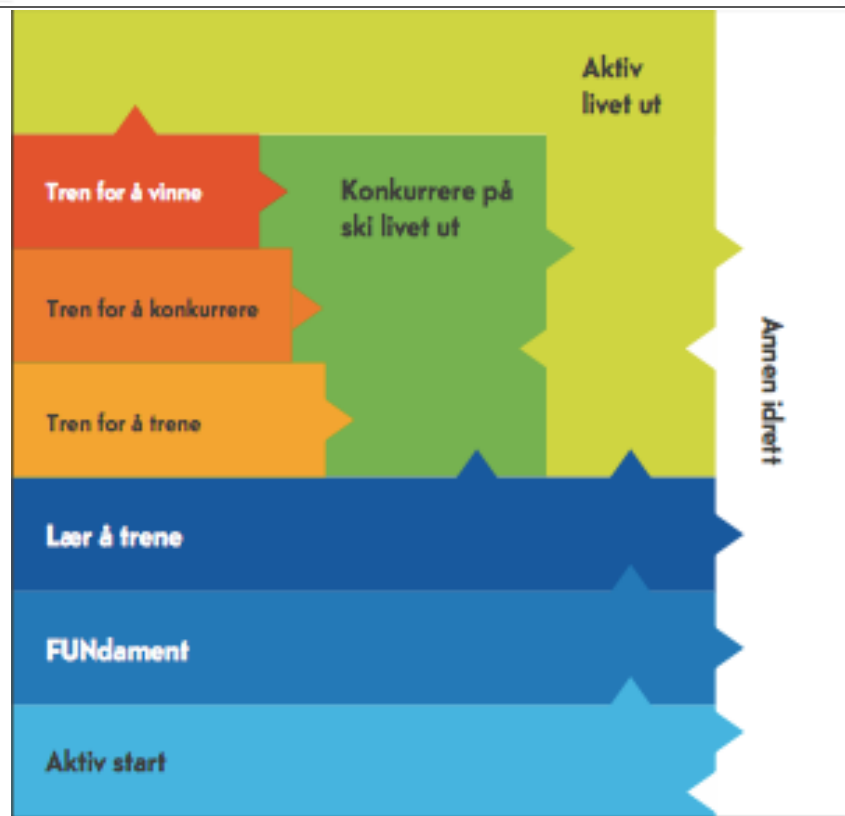 Aktiv
livet ut
Tren for å vinne
Konkurrere på
ski livet ut
Tren for å konkurrere
Tren for å trene
Annen idrett
Lær å trene
FUNdament
Aktiv start